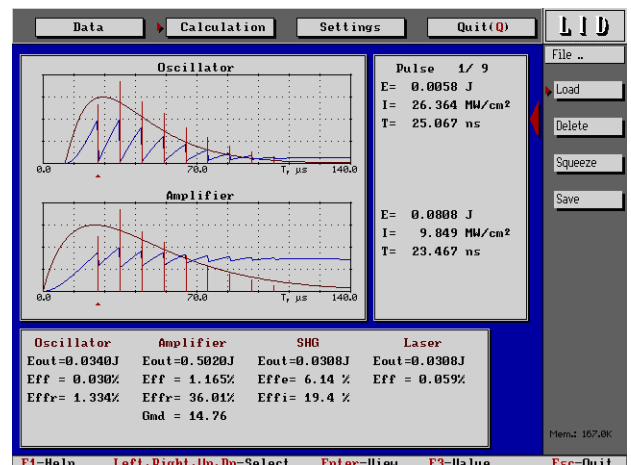 Data Calculation Settings Quit(Q) LID
File ..
Load
Delete
Squeeze
Save
Mem.: 167.0K
Oscillator
0.0 70.0 T, µs 140.0
Amplifier
0.0 70.0 T, µs 140.0
Pulse 1/ 9
E= 0.0058 J
I= 26.364 MW/cm²
T= 25.067 ns
E= 0.0808 J
I= 9.849 MW/cm²
T= 23.467 ns
Oscillator Amplifier SHG Laser
Eout=0.0340J Eout=0.5020J Eout=0.0308J Eout=0.0308J
Eff = 0.030% Eff = 1.165% Effe= 6.14 % Eff = 0.059%
Effr= 1.334% Effr= 36.01% Effi= 19.4 %
Gmd = 14.76
F1-Help Left,Right,Up,Dn-Select Enter-View F3-Value Esc-Quit